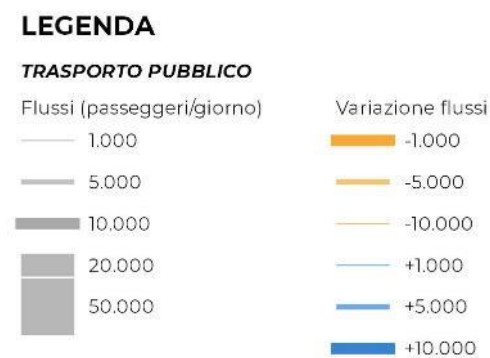 LEGENDA
TRASPORTO PUBBLICO
Flussi (passeggeri/giorno)
1.000
5.000
10.000
20.000
50.000
Variazione flussi
-1.000
-5.000
-10.000
+1.000
+5.000
+10.000